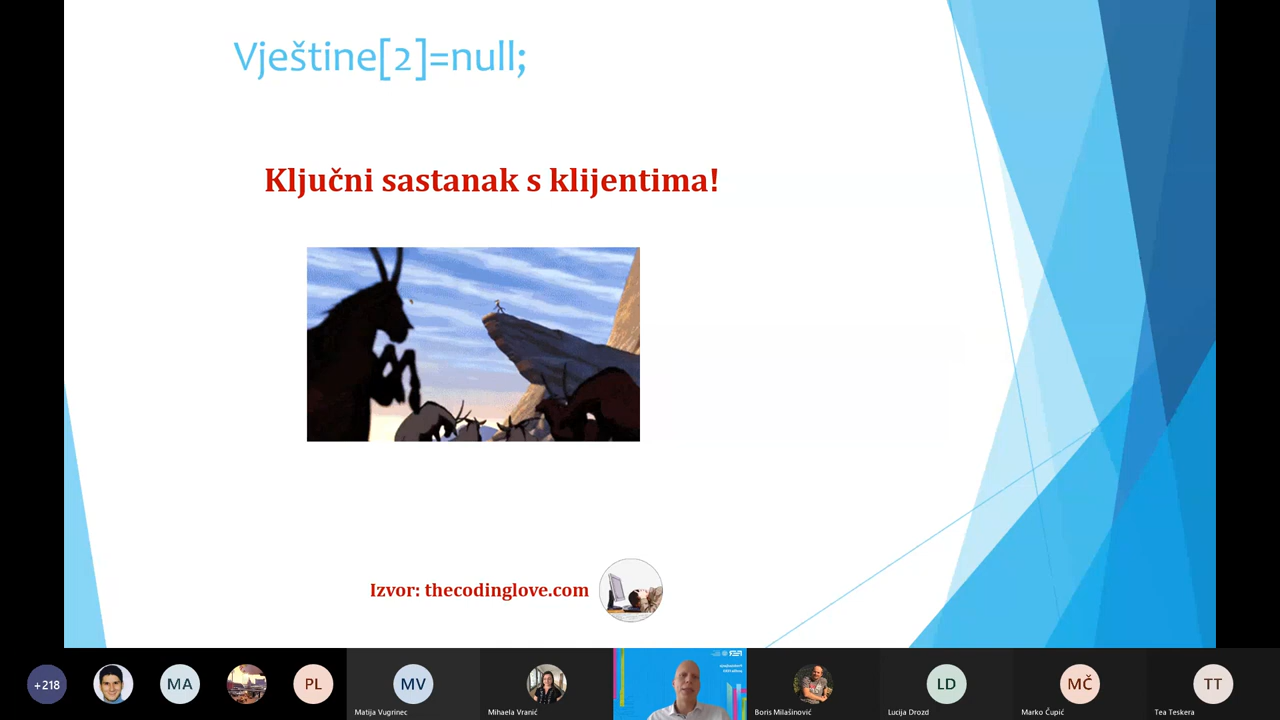 Vještine[2]=null;
Ključni sastanak s klijentima!
Izvor: thecodinglove.com
+218
MA
PL
MV
Matija Vugrinec
Mihaela Vranić
Boris Milašinović
LD
Lucija Drozd
MČ
Marko Čupić
TT
Tea Teskera